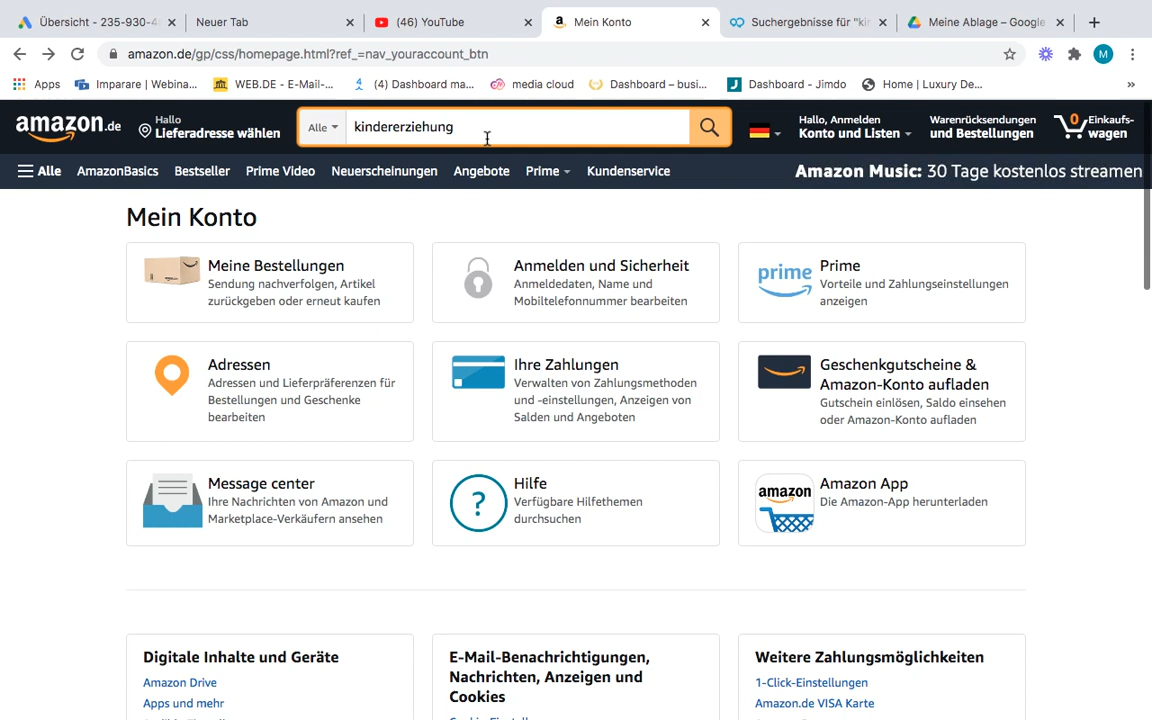 Übersicht - 235-930-4
Neuer Tab
(46) YouTube
Mein Konto
Suchergebnisse für "kin
Meine Ablage – Google
amazon.de/gp/css/homepage.html?ref_=nav_youraccount_btn
M
Apps
Imparare | Webina...
WEB.DE - E-Mail-...
(4) Dashboard ma...
media cloud
Dashboard – busi...
Dashboard - Jimdo
Home | Luxury De...
»
amazon.de
Hallo
Lieferadresse wählen
Alle
kindererziehung
Hallo, Anmelden
Konto und Listen
Warenrücksendungen
und Bestellungen
0
Einkaufs-
wagen
Alle
AmazonBasics
Bestseller
Prime Video
Neuerscheinungen
Angebote
Prime
Kundenservice
Amazon Music: 30 Tage kostenlos streamen
Mein Konto
Meine Bestellungen
Sendung nachverfolgen, Artikel
zurückgeben oder erneut kaufen
Anmelden und Sicherheit
Anmeldedaten, Name und
Mobiltelefonnummer bearbeiten
prime
Prime
Vorteile und Zahlungseinstellungen
anzeigen
Adressen
Adressen und Lieferpräferenzen für
Bestellungen und Geschenke
bearbeiten
Ihre Zahlungen
Verwalten von Zahlungsmethoden
und -einstellungen, Anzeigen von
Salden und Angeboten
Geschenkgutscheine &
Amazon-Konto aufladen
Gutschein einlösen, Saldo einsehen
oder Amazon-Konto aufladen
Message center
Ihre Nachrichten von Amazon und
Marketplace-Verkäufern ansehen
?
Hilfe
Verfügbare Hilfethemen
durchsuchen
amazon
Amazon App
Die Amazon-App herunterladen
Digitale Inhalte und Geräte
Amazon Drive
Apps und mehr
E-Mail-Benachrichtigungen,
Nachrichten, Anzeigen und
Cookies
Weitere Zahlungsmöglichkeiten
1-Click-Einstellungen
Amazon.de VISA Karte